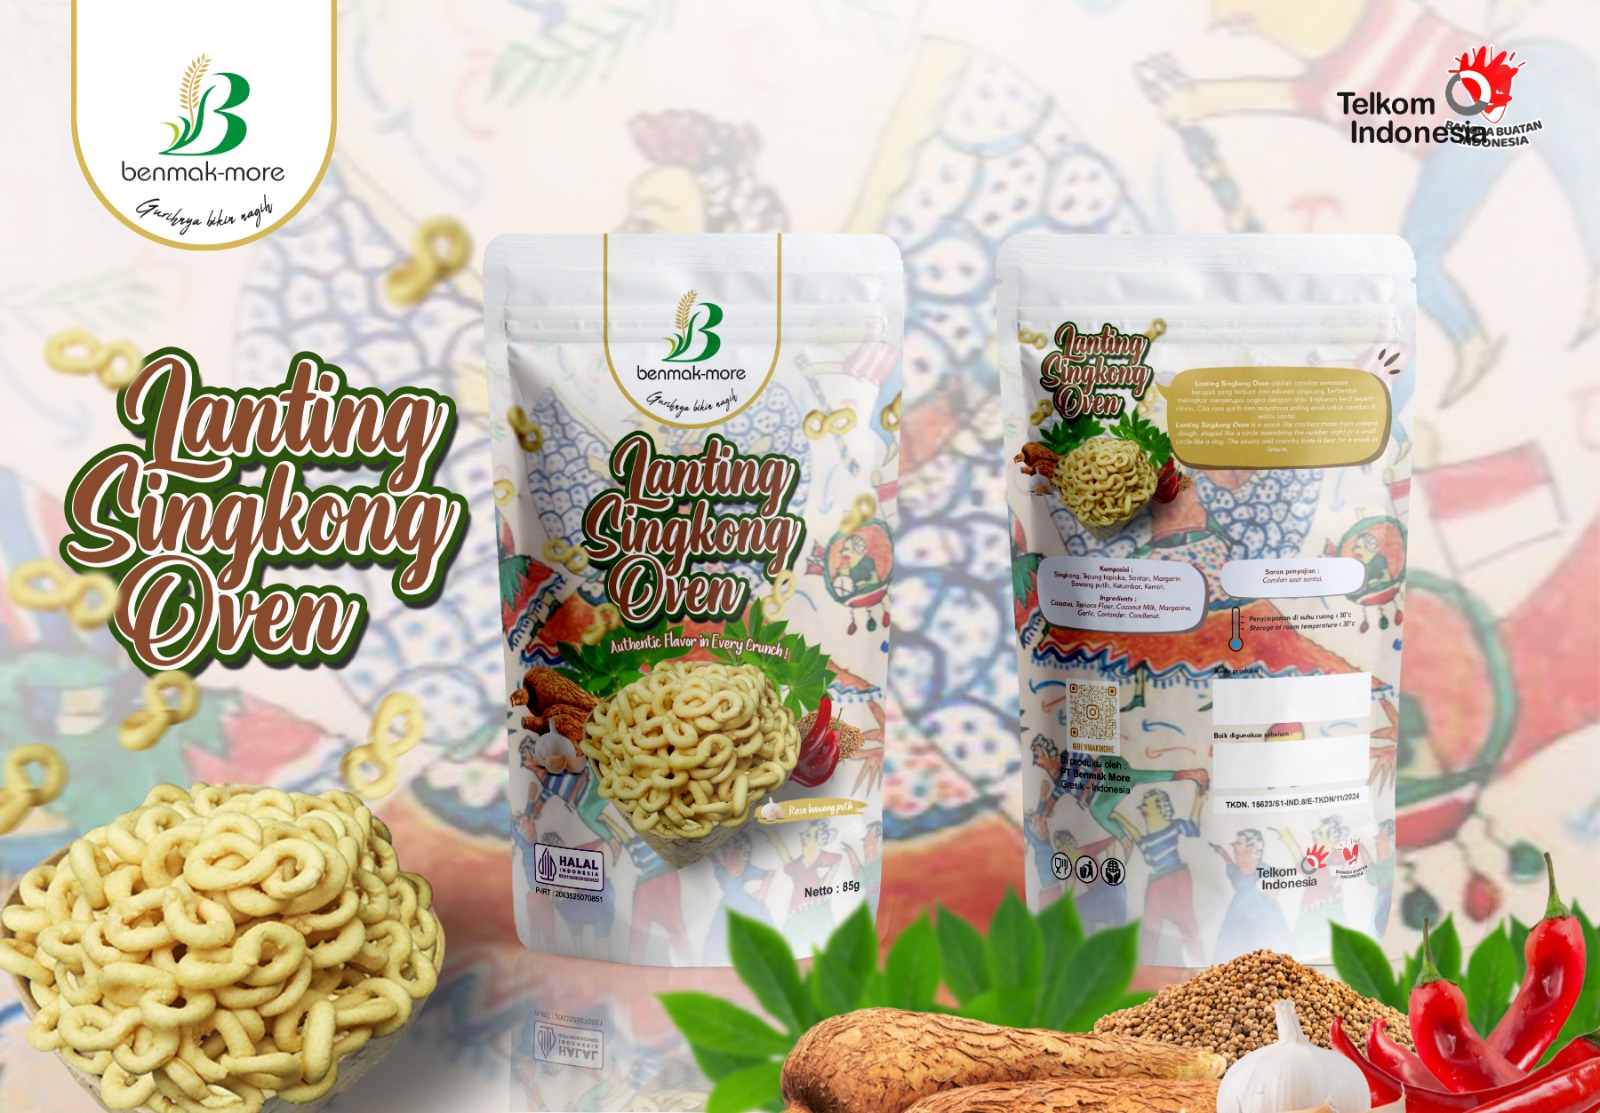 benmak-more
Gurihnya bikin nagih
Telkom
Indonesia
BANGGA BUATAN
INDONESIA
Lanting
Singkong
Oven
benmak-more
Gurihnya bikin nagih
Lanting
Singkong
Oven
Authentic Flavor in Every Crunch!
Rasa bawang putih
HALAL
INDONESIA
P-IRT : 2063525070851
Netto : 85g
Lanting
Singkong
Oven
Lanting Singkong Oven adalah camilan semacam
kerupuk yang terbuat dari adonan singkong, berbentuk
melingkar menyerupai angka delapan atau lingkaran kecil seperti
cincin. Cita rasa gurih dan renyahnya paling enak untuk camilan di
waktu santai.
Lanting Singkong Oven is a snack like crackers made from cassava
dough, shaped like a circle resembling the number eight or a small
circle like a ring. The savory and crunchy taste is best for a snack at
leisure.
Komposisi :
Singkong, Tepung tapioka, Santan, Margarin
Bawang putih, Ketumbar, Kemiri.
Ingredients :
Cassava, Tapioca Flour, Coconut Milk, Margarine,
Garlic, Coriander, Candlenut.
Saran penyajian :
Camilan saat santai.
Penyimpanan di suhu ruang < 30°c
Storage at room temperature < 30°c
Kode produksi :
Baik digunakan sebelum :
@BENMAKMORE
Di produksi oleh :
PT Benmak More
Gresik - Indonesia
TKDN. 15623/S1-IND.8/E-TKDN/11/2024
Telkom
Indonesia
BANGGA BUATAN
INDONESIA